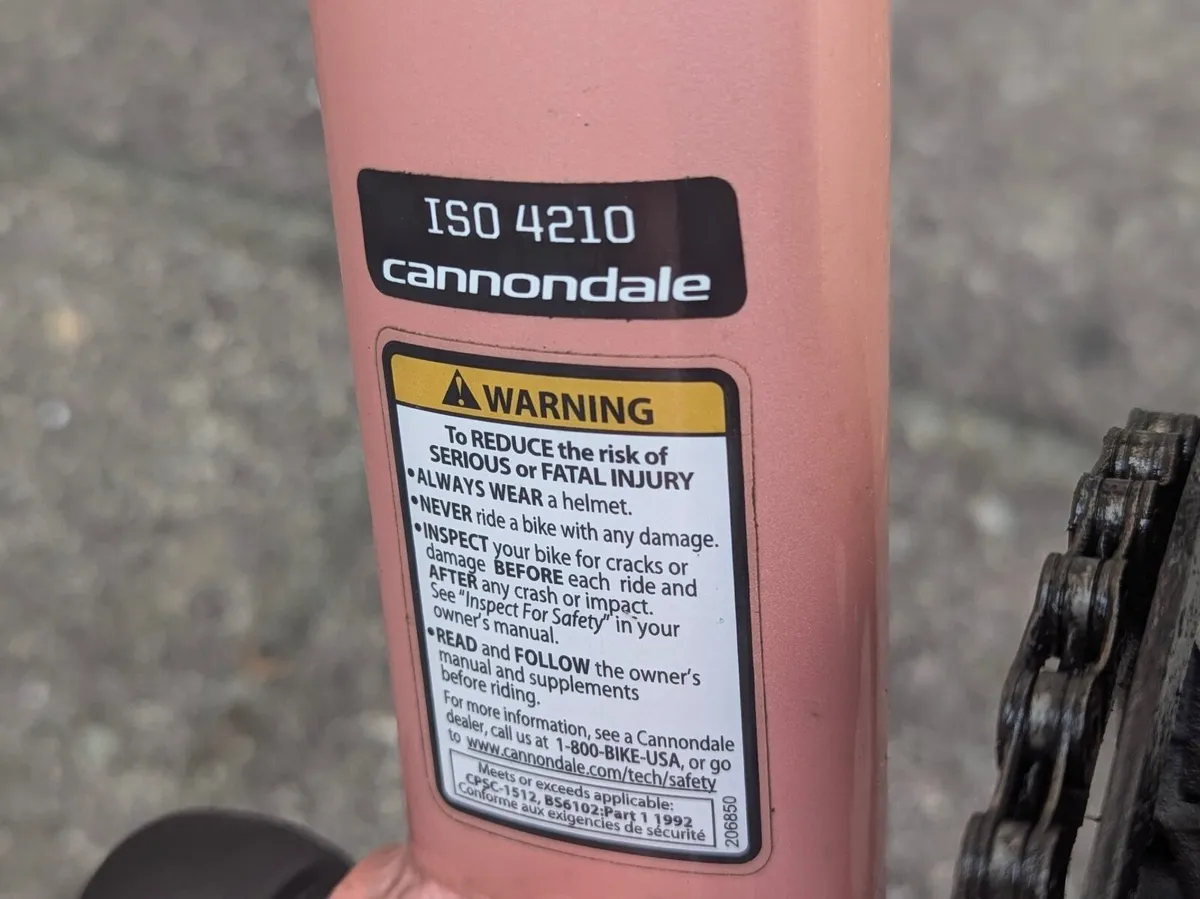 ISO 4210
cannondale
WARNING
To REDUCE the risk of
SERIOUS or FATAL INJURY
•ALWAYS WEAR a helmet.
•NEVER ride a bike with any damage.
•INSPECT your bike for cracks or
damage BEFORE each ride and
AFTER any crash or impact.
See "Inspect For Safety" in your
owner's manual.
•READ and FOLLOW the owner's
manual and supplements
before riding.
For more information, see a Cannondale
dealer, call us at 1-800-BIKE-USA, or go
to www.cannondale.com/tech/safety
Meets or exceeds applicable:
CPSC-1512, BS6102:Part 1 1992
Conforme aux exigencies de sécurité
206850